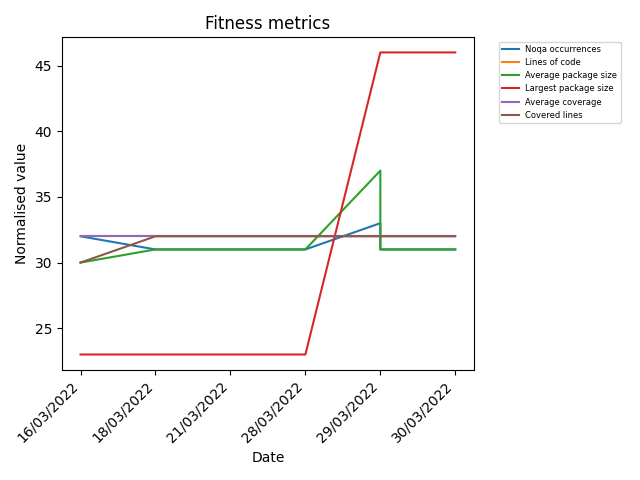 Fitness metrics
Noqa occurrences
Lines of code
Average package size
Largest package size
Average coverage
Covered lines
Normalised value
45
40
35
30
25
16/03/2022
18/03/2022
21/03/2022
28/03/2022
29/03/2022
30/03/2022
Date